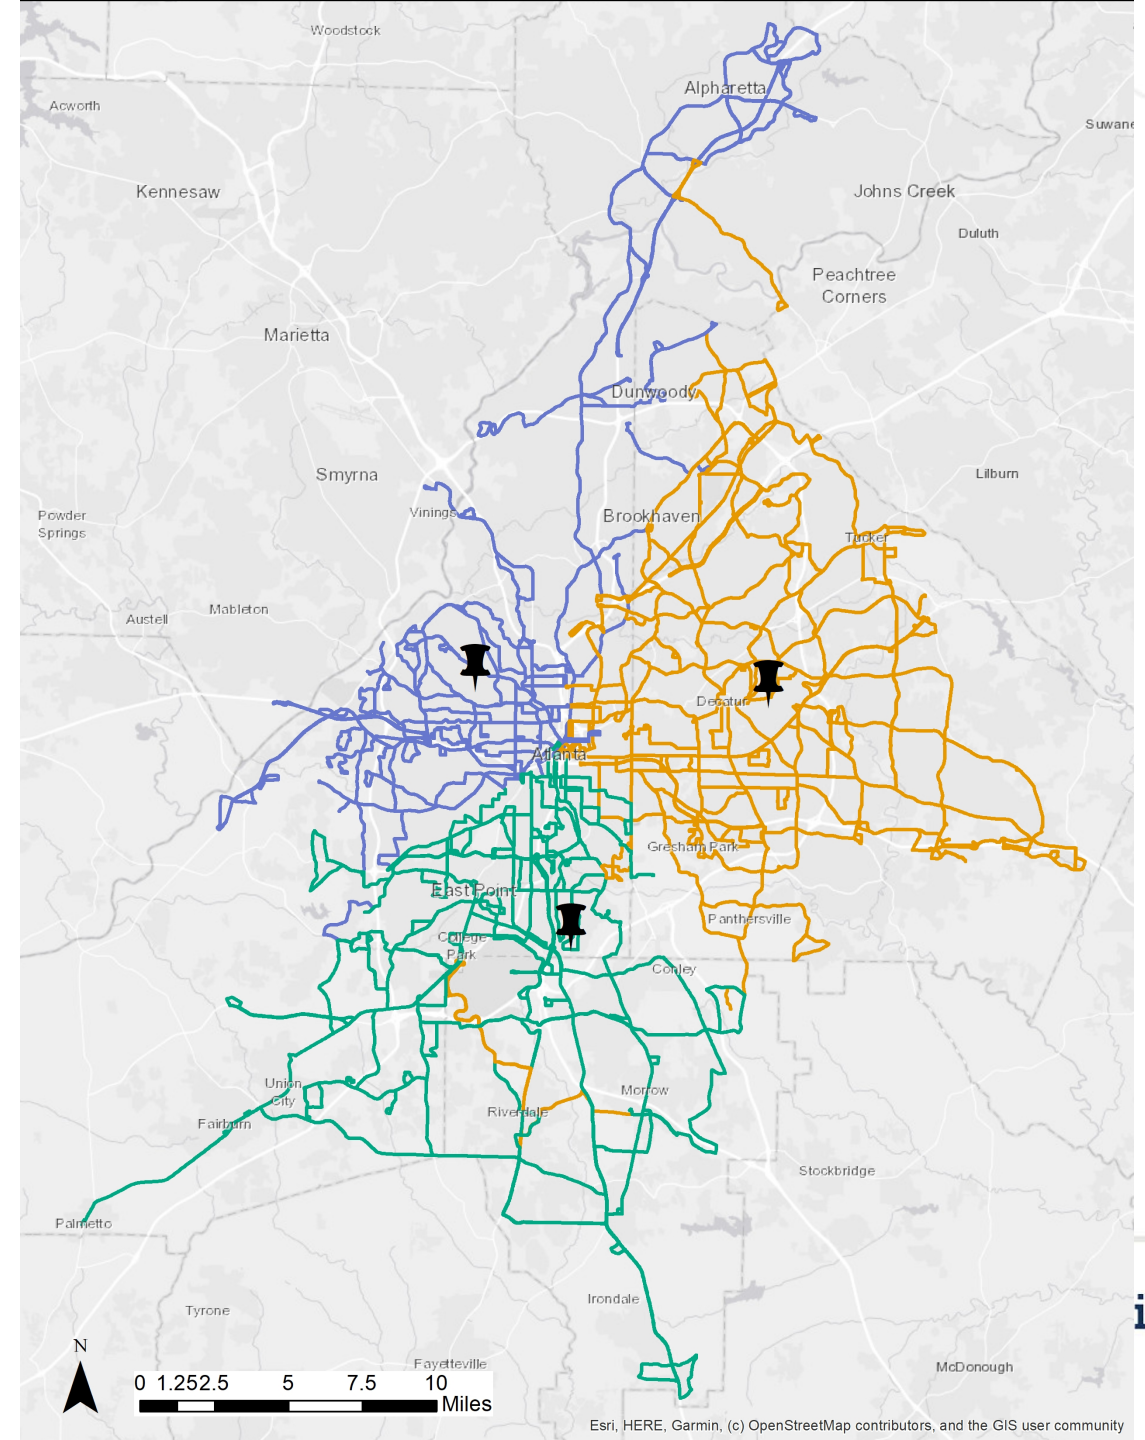 Woodstock
Alpharetta
Acworth
Suwane
Kennesaw
Johns Creek
Duluth
Peachtree
Corners
Marietta
Dunwoody
Smyrna
Lilburn
Vinings
Powder
Springs
Brookhaven
Tucker
Mableton
Austell
Decatur
Atlanta
Gresham Park
East Point
Panthersville
College
Park
Conley
Union
City
Morrow
Riverdale
Fairburn
Stockbridge
Palmetto
Irondale
Tyrone
N
Fayetteville
McDonough
0 1.252.5 5 7.5 10
Miles
Esri, HERE, Garmin, (c) OpenStreetMap contributors, and the GIS user community